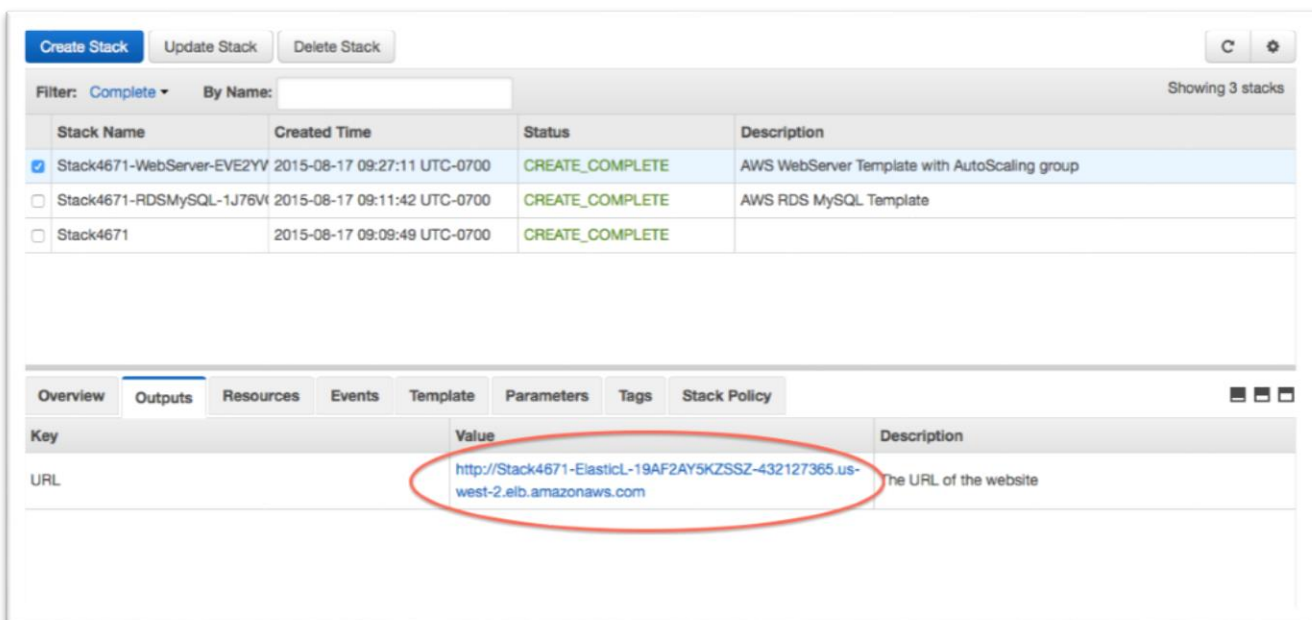 Create Stack Update Stack Delete Stack
Filter: Complete By Name: Showing 3 stacks
Stack Name Created Time Status Description
Stack4671-WebServer-EVE2YV 2015-08-17 09:27:11 UTC-0700 CREATE_COMPLETE AWS WebServer Template with AutoScaling group
Stack4671-RDSMySQL-1J76V 2015-08-17 09:11:42 UTC-0700 CREATE_COMPLETE AWS RDS MySQL Template
Stack4671 2015-08-17 09:09:49 UTC-0700 CREATE_COMPLETE
Overview Outputs Resources Events Template Parameters Tags Stack Policy
Key Value Description
URL http://Stack4671-ElasticL-19AF2AY5KZSSZ-432127365.us-
west-2.elb.amazonaws.com The URL of the website